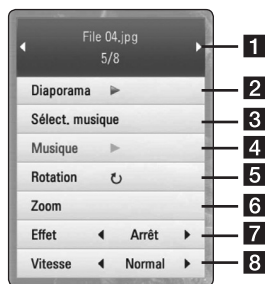 File 04.jpg
5/8
1
Diaporama
2
Sélect. musique
3
Musique
4
Rotation
5
Zoom
6
Effet Arrêt
7
Vitesse Normal
8